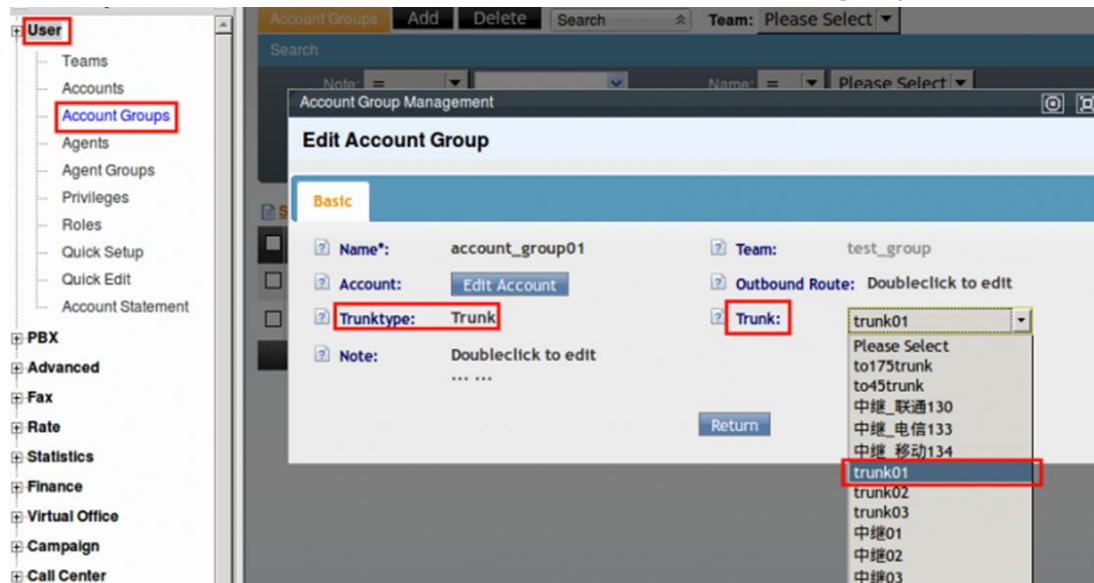 User
Teams
Accounts
Account Groups
Agents
Agent Groups
Privileges
Roles
Quick Setup
Quick Edit
Account Statement
PBX
Advanced
Fax
Rate
Statistics
Finance
Virtual Office
Campaign
Call Center
Account Groups Add Delete Search Team: Please Select
Search
Note: = Name: = Please Select
Account Group Management
Edit Account Group
Basic
Name*: account_group01 Team: test_group
Account: Edit Account Outbound Route: Doubleclick to edit
Trunktype: Trunk Trunk: trunk01
Note: Doubleclick to edit
... ...
Return
Please Select
to175trunk
to45trunk
中继_联通130
中继_电信133
中继_移动134
trunk01
trunk02
trunk03
中继01
中继02
中继03